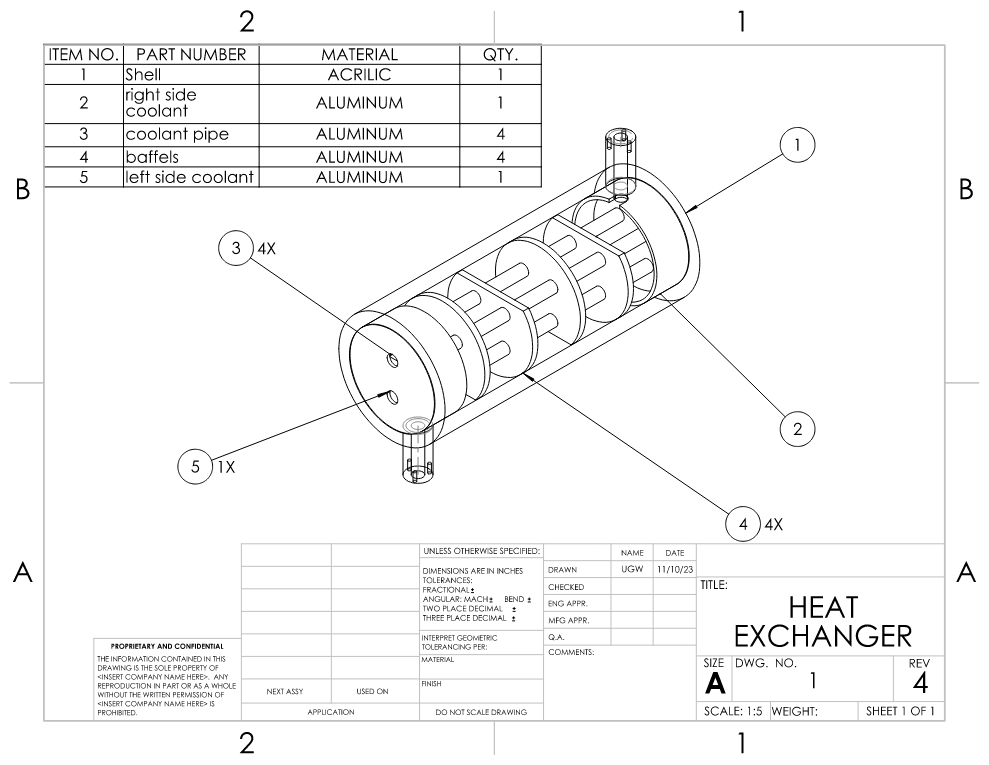 2 1
ITEM NO. PART NUMBER MATERIAL QTY.
1 Shell ACRILIC 1
2 right side coolant ALUMINUM 1
3 coolant pipe ALUMINUM 4
4 baffels ALUMINUM 4
5 left side coolant ALUMINUM 1
B B
1
3 4X
2
5 1X
4 4X
A A
UNLESS OTHERWISE SPECIFIED:
DIMENSIONS ARE IN INCHES
TOLERANCES:
FRACTIONAL±
ANGULAR: MACH± BEND ±
TWO PLACE DECIMAL ±
THREE PLACE DECIMAL ±
INTERPRET GEOMETRIC
TOLERANCING PER:
MATERIAL
FINISH
DO NOT SCALE DRAWING
NAME DATE
DRAWN UGW 11/10/23
CHECKED
ENG APPR.
MFG APPR.
Q.A.
COMMENTS:
TITLE:
HEAT
EXCHANGER
SIZE DWG. NO. REV
A 1 4
SCALE: 1:5 WEIGHT: SHEET 1 OF 1
PROPRIETARY AND CONFIDENTIAL
THE INFORMATION CONTAINED IN THIS
DRAWING IS THE SOLE PROPERTY OF
<INSERT COMPANY NAME HERE>. ANY
REPRODUCTION IN PART OR AS A WHOLE
WITHOUT THE WRITTEN PERMISSION OF
<INSERT COMPANY NAME HERE> IS
PROHIBITED.
NEXT ASSY USED ON
APPLICATION
2 1